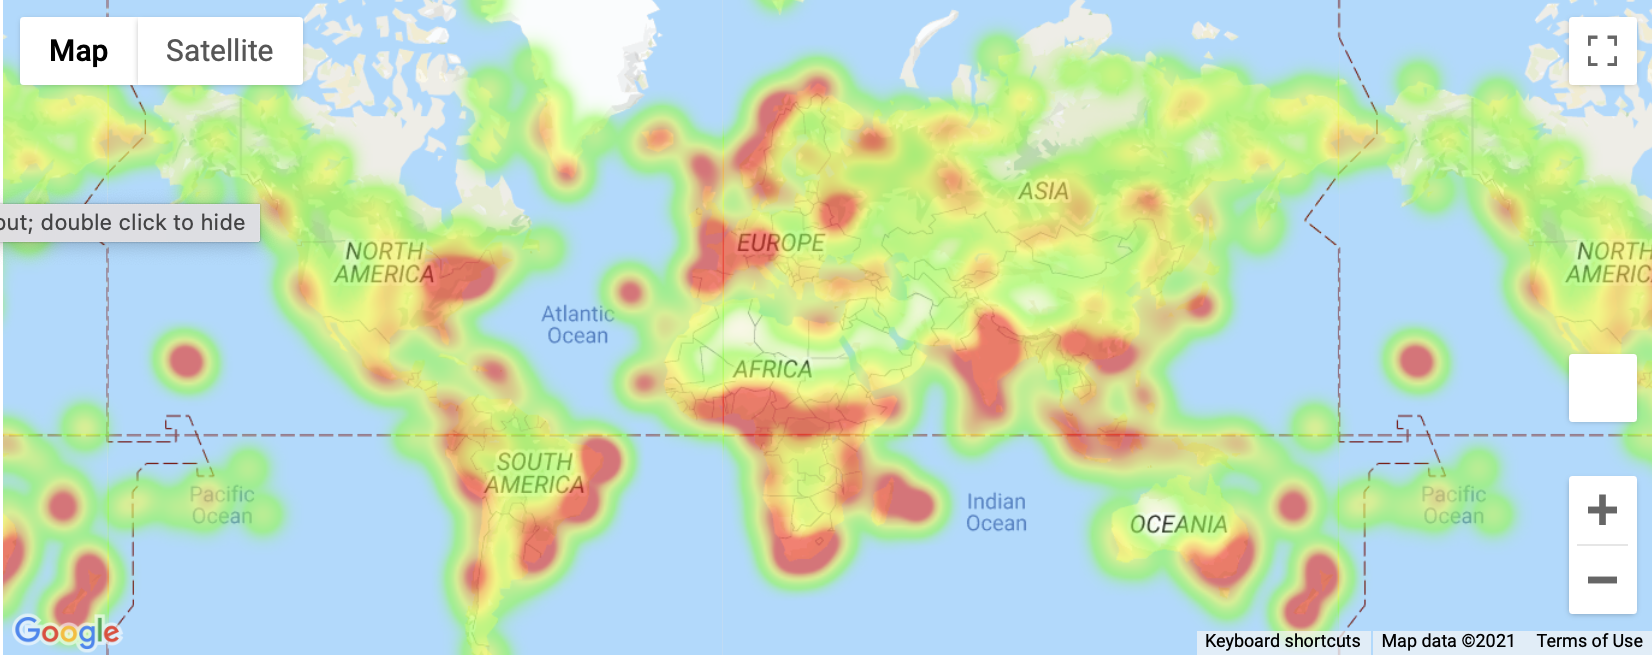 Map
Satellite
ASIA
out; double click to hide
EUROPE
NORTH
AMERICA
NORTH
AMERIC
Atlantic
Ocean
AFRICA
SOUTH
AMERICA
Pacific
Ocean
Indian
Ocean
OCEANIA
Pacific
Ocean
Google
Keyboard shortcuts
Map data ©2021
Terms of Use